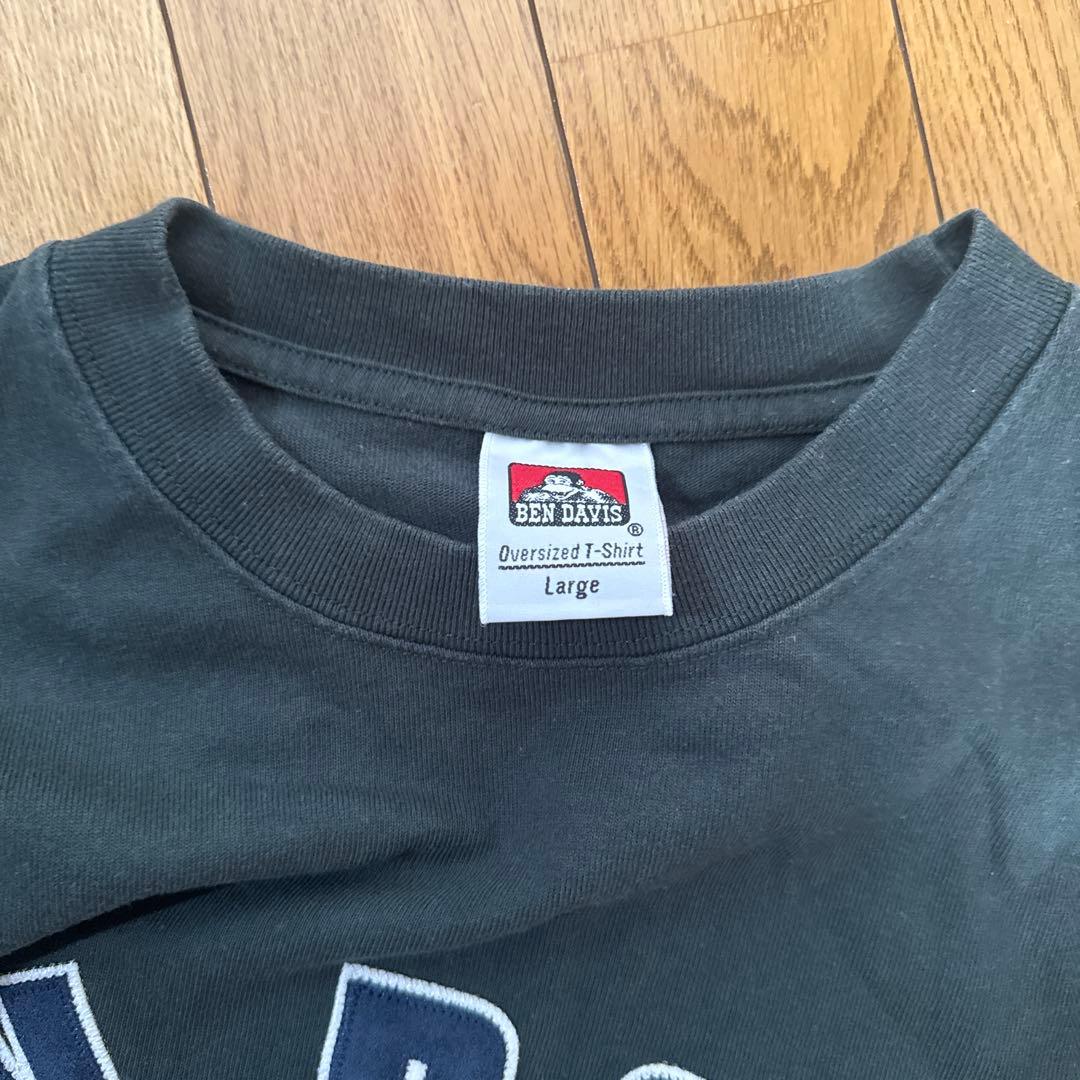 BEN DAVIS
®
Oversized T-Shirt
Large